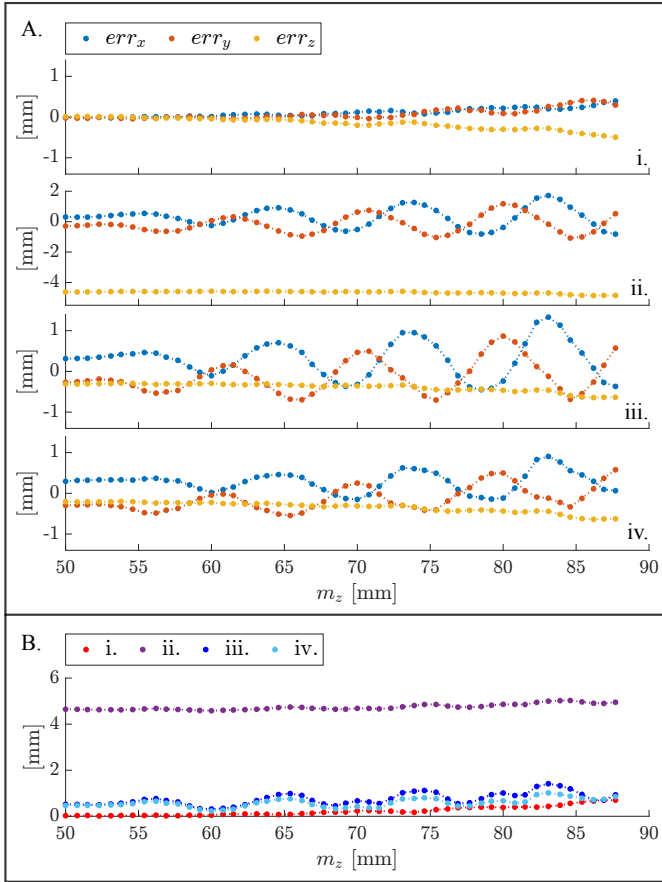 A.
err_x err_y err_z
1
0
-1
[mm]
i.
2
0
-2
-4
[mm]
ii.
1
0
-1
[mm]
iii.
1
0
-1
[mm]
iv.
50 55 60 65 70 75 80 85 90
m_z [mm]
B.
i. ii. iii. iv.
6
4
2
0
[mm]
50 55 60 65 70 75 80 85 90
m_z [mm]